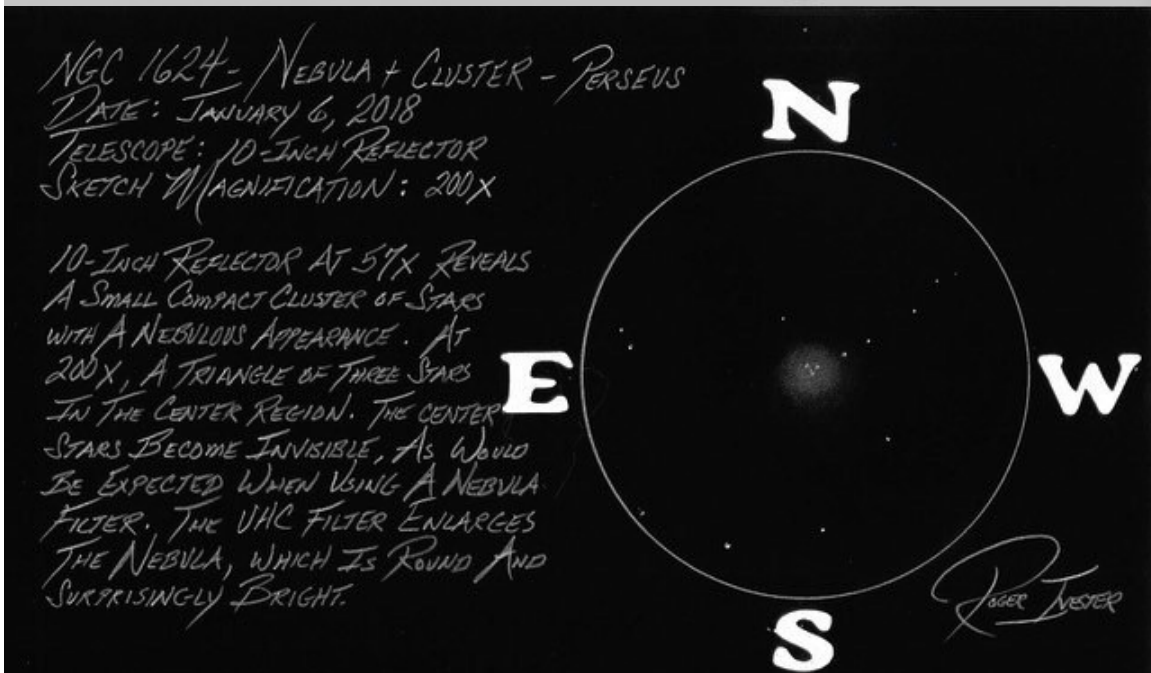 NGC 1624 - NEBULA + CLUSTER - PERSEUS
DATE: JANUARY 6, 2018
TELESCOPE: 10-INCH REFLECTOR
SKETCH MAGNIFICATION: 200X
10-INCH REFLECTOR AT 57X REVEALS
A SMALL COMPACT CLUSTER OF STARS
WITH A NEBULOUS APPEARANCE. AT
200X, A TRIANGLE OF THREE STARS
IN THE CENTER REGION. THE CENTER
STARS BECOME INVISIBLE, AS WOULD
BE EXPECTED WHEN USING A NEBULA
FILTER. THE UHC FILTER ENLARGES
THE NEBULA, WHICH IS ROUND AND
SURPRISINGLY BRIGHT.
N
E
W
S
ROGER IVESTER